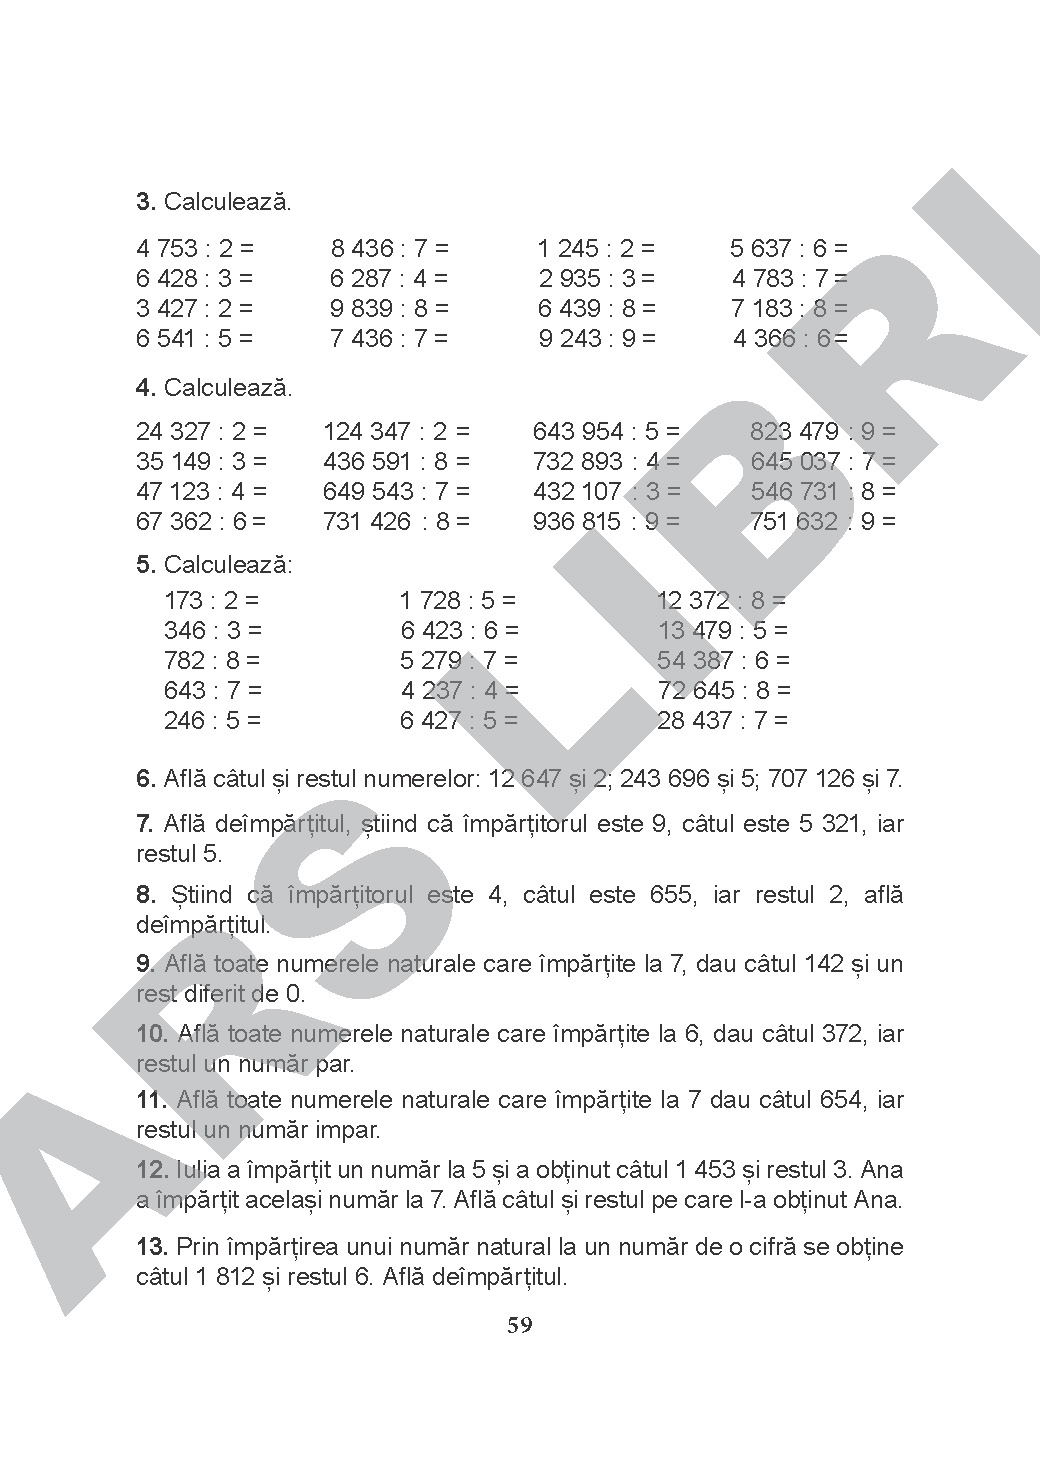 3. Calculează.
4 753 : 2 = 8 436 : 7 = 1 245 : 2 = 5 637 : 6 =
6 428 : 3 = 6 287 : 4 = 2 935 : 3 = 4 783 : 7 =
3 427 : 2 = 9 839 : 8 = 6 439 : 8 = 7 183 : 8 =
6 541 : 5 = 7 436 : 7 = 9 243 : 9 = 4 366 : 6 =
4. Calculează.
24 327 : 2 = 124 347 : 2 = 643 954 : 5 = 823 479 : 9 =
35 149 : 3 = 436 591 : 8 = 732 893 : 4 = 645 037 : 7 =
47 123 : 4 = 649 543 : 7 = 432 107 : 3 = 546 731 : 8 =
67 362 : 6 = 731 426 : 8 = 936 815 : 9 = 751 632 : 9 =
5. Calculează:
173 : 2 = 1 728 : 5 = 12 372 : 8 =
346 : 3 = 6 423 : 6 = 13 479 : 5 =
782 : 8 = 5 279 : 7 = 54 387 : 6 =
643 : 7 = 4 237 : 4 = 72 645 : 8 =
246 : 5 = 6 427 : 5 = 28 437 : 7 =
6. Află câtul și restul numerelor: 12 647 și 2; 243 696 și 5; 707 126 și 7.
7. Află deîmpărțitul, știind că împărțitorul este 9, câtul este 5 321, iar
restul 5.
8. Știind că împărțitorul este 4, câtul este 655, iar restul 2, află
deîmpărțitul.
9. Află toate numerele naturale care împărțite la 7, dau câtul 142 și un
rest diferit de 0.
10. Află toate numerele naturale care împărțite la 6, dau câtul 372, iar
restul un număr par.
11. Află toate numerele naturale care împărțite la 7 dau câtul 654, iar
restul un număr impar.
12. Iulia a împărțit un număr la 5 și a obținut câtul 1 453 și restul 3. Ana
a împărțit același număr la 7. Află câtul și restul pe care l-a obținut Ana.
13. Prin împărțirea unui număr natural la un număr de o cifră se obține
câtul 1 812 și restul 6. Află deîmpărțitul.
59
ARS LIBRI